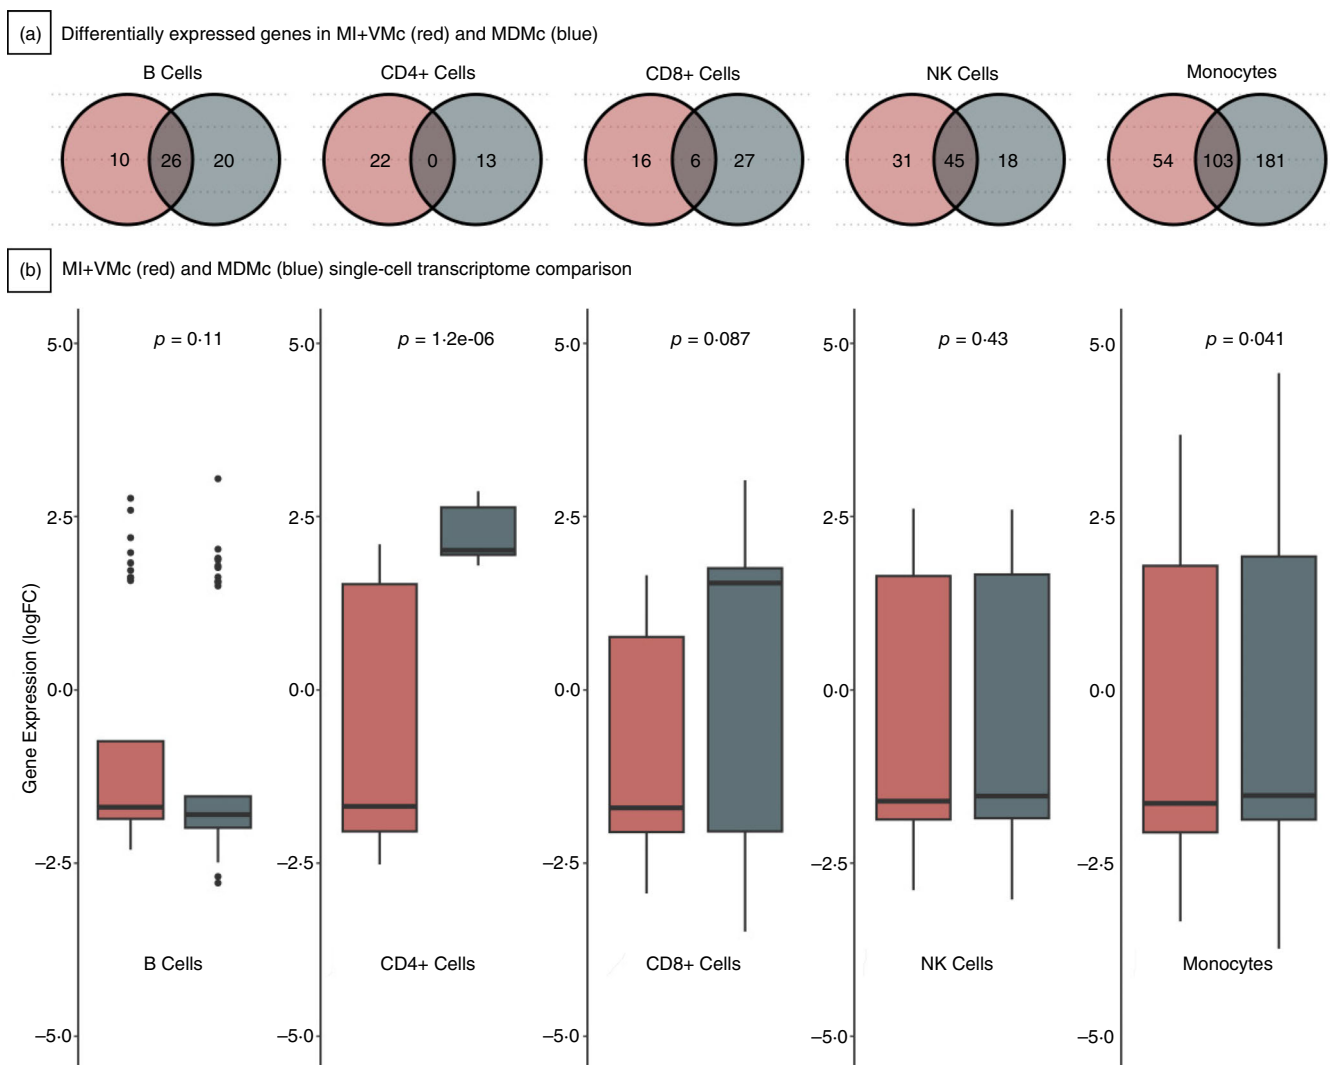 (a) Differentially expressed genes in MI+VMc (red) and MDMc (blue)
B Cells CD4+ Cells CD8+ Cells NK Cells Monocytes
10 26 20 22 0 13 16 6 27 31 45 18 54 103 181
(b) MI+VMc (red) and MDMc (blue) single-cell transcriptome comparison
p = 0·11 p = 1·2e-06 p = 0·087 p = 0·43 p = 0·041
5·0 5·0 5·0 5·0 5·0
2·5 2·5 2·5 2·5 2·5
Gene Expression (logFC)
0·0 0·0 0·0 0·0 0·0
–2·5 –2·5 –2·5 –2·5 –2·5
B Cells CD4+ Cells CD8+ Cells NK Cells Monocytes
–5·0 –5·0 –5·0 –5·0 –5·0